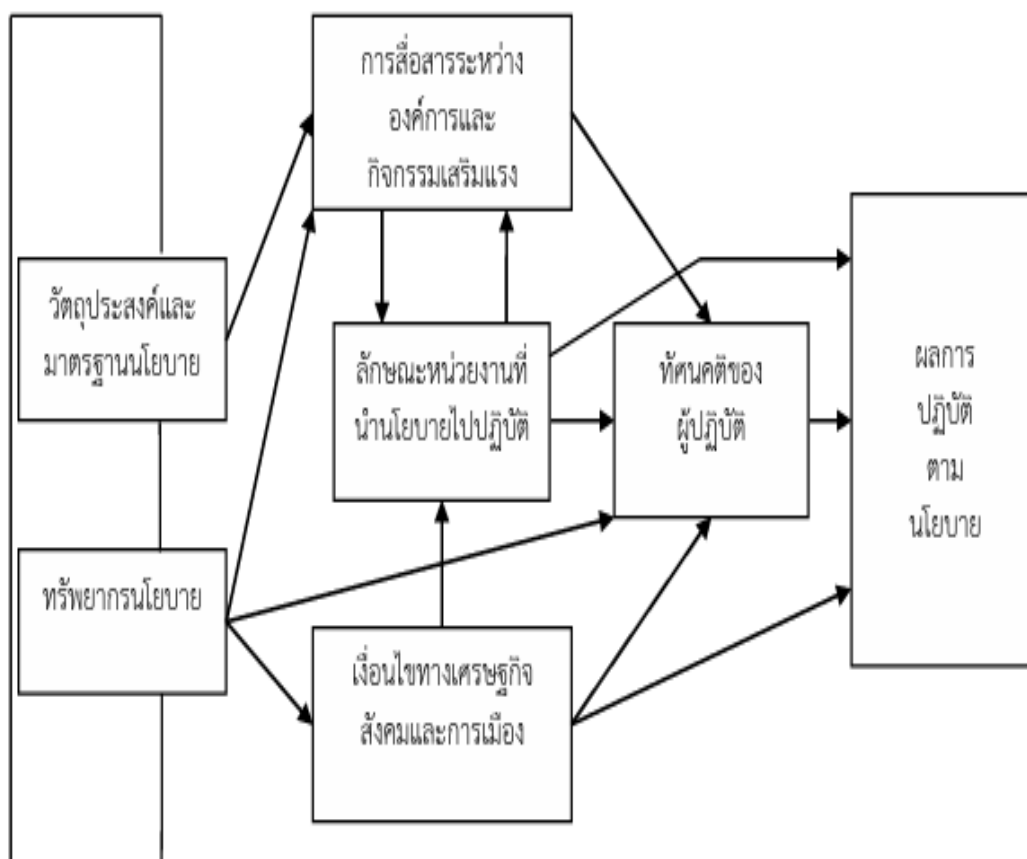 การสื่อสารระหว่าง
องค์การและ
กิจกรรมเสริมแรง
วัตถุประสงค์และ
มาตรฐานนโยบาย
ลักษณะหน่วยงานที่
นำนโยบายไปปฏิบัติ
ทัศนคติของ
ผู้ปฏิบัติ
ผลการ
ปฏิบัติ
ตาม
นโยบาย
ทรัพยากรนโยบาย
เงื่อนไขทางเศรษฐกิจ
สังคมและการเมือง